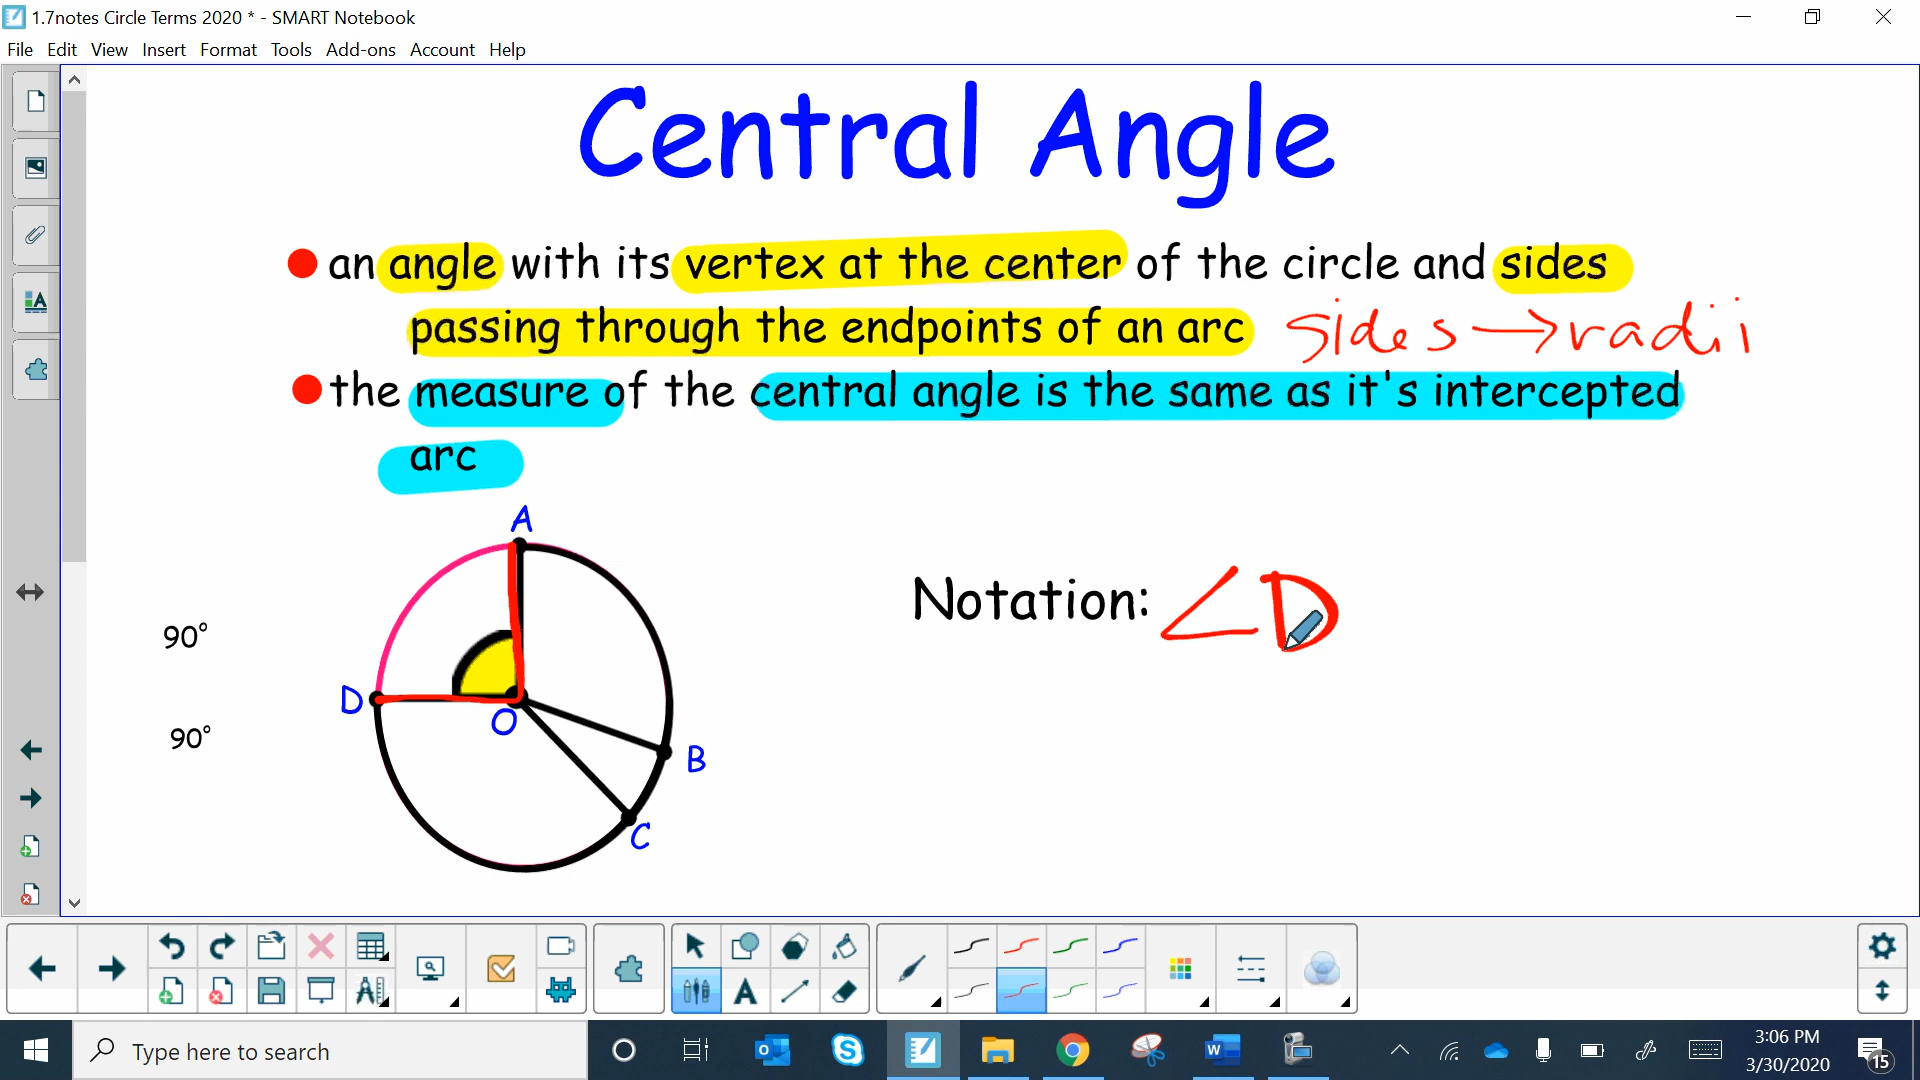 1.7notes Circle Terms 2020 * - SMART Notebook
File Edit View Insert Format Tools Add-ons Account Help
Central Angle
an angle with its vertex at the center of the circle and sides
passing through the endpoints of an arc sides → radii
the measure of the central angle is the same as it's intercepted
arc
A
Notation: ∠D
90°
D
O
90°
B
C
Type here to search
3:06 PM
3/30/2020
15